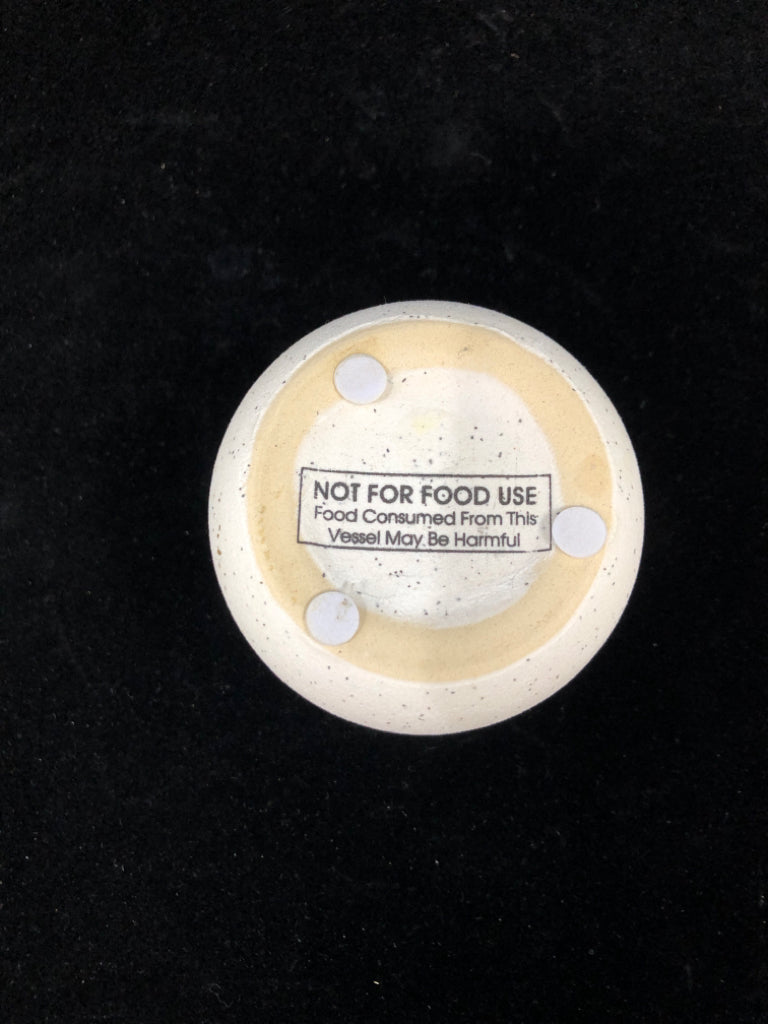 NOT FOR FOOD USE
Food Consumed From This
Vessel May Be Harmful